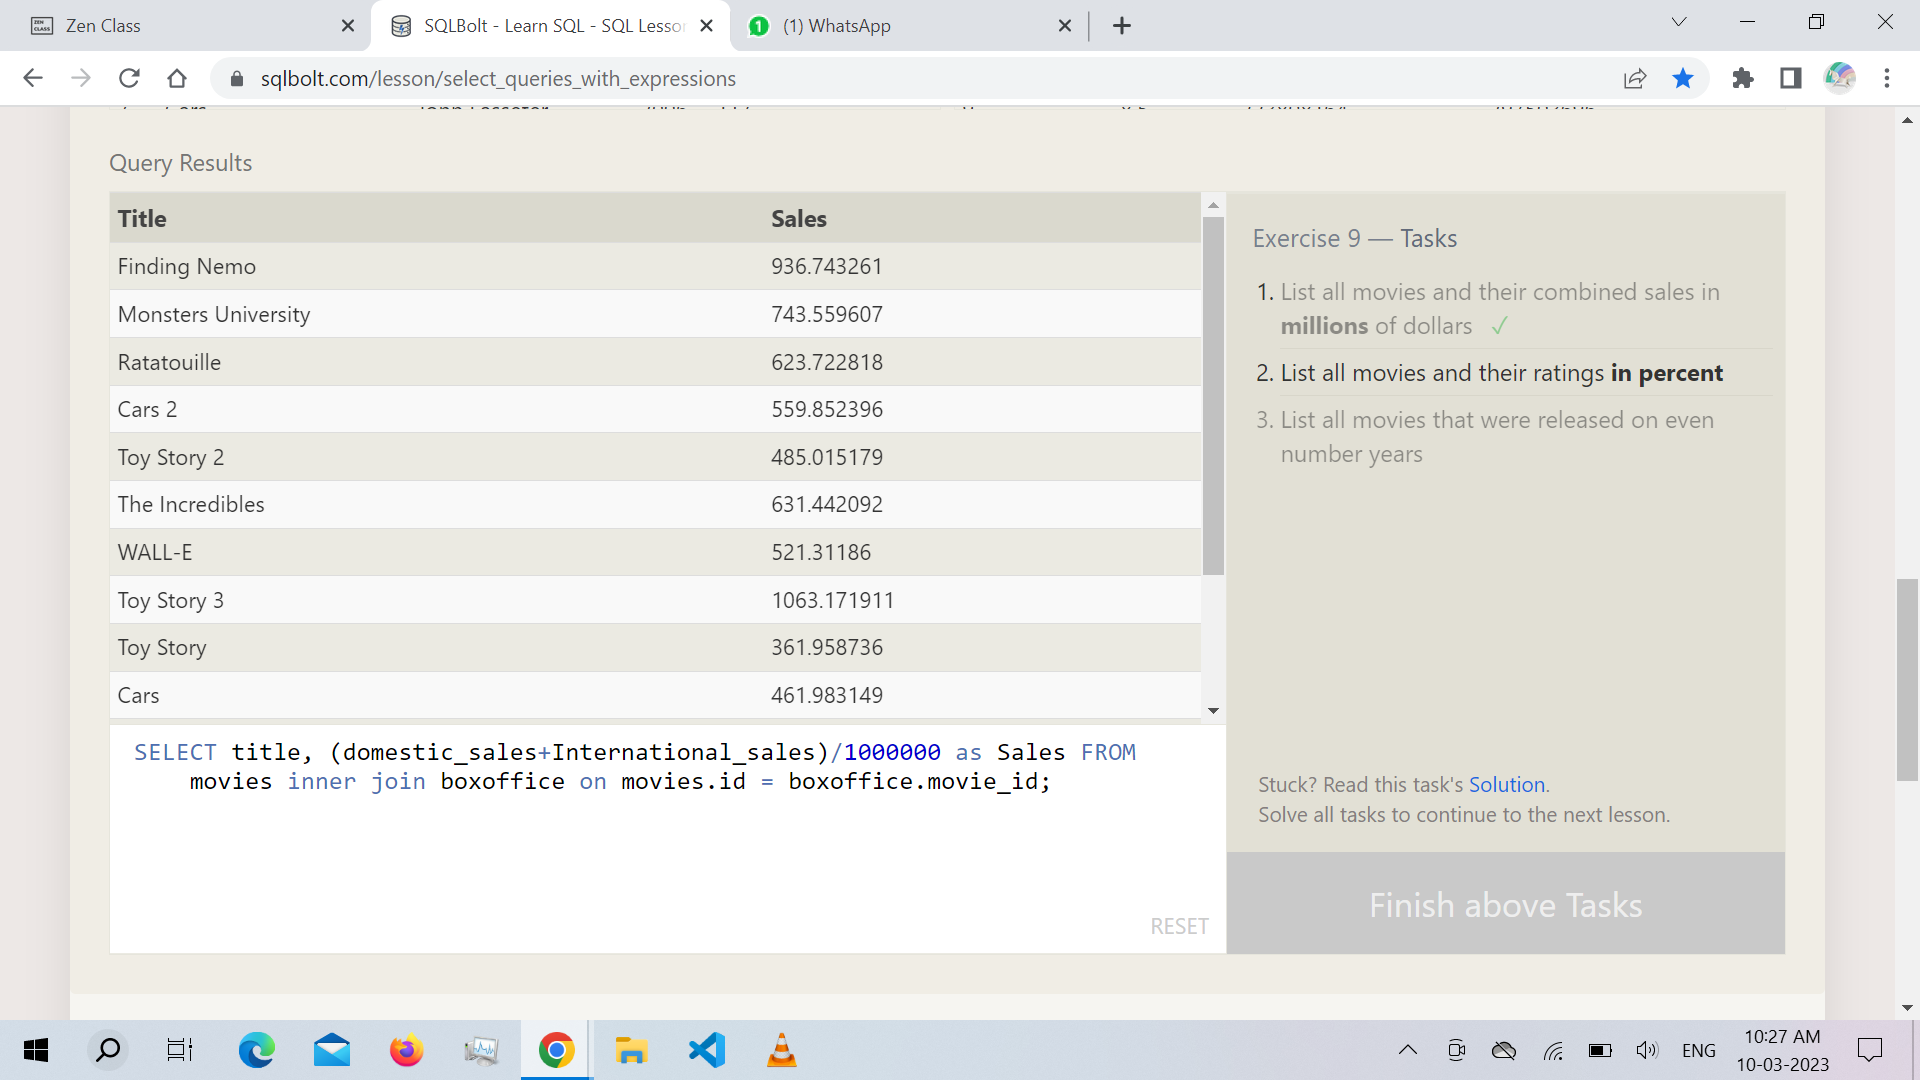 Zen Class
SQLBolt - Learn SQL - SQL Lesso
(1) WhatsApp
sqlbolt.com/lesson/select_queries_with_expressions
Query Results
Title Sales
Finding Nemo 936.743261
Monsters University 743.559607
Ratatouille 623.722818
Cars 2 559.852396
Toy Story 2 485.015179
The Incredibles 631.442092
WALL-E 521.31186
Toy Story 3 1063.171911
Toy Story 361.958736
Cars 461.983149
SELECT title, (domestic_sales+International_sales)/1000000 as Sales FROM
movies inner join boxoffice on movies.id = boxoffice.movie_id;
RESET
Exercise 9 — Tasks
1. List all movies and their combined sales in
millions of dollars ✓
2. List all movies and their ratings in percent
3. List all movies that were released on even
number years
Stuck? Read this task's Solution.
Solve all tasks to continue to the next lesson.
Finish above Tasks
ENG
10:27 AM
10-03-2023